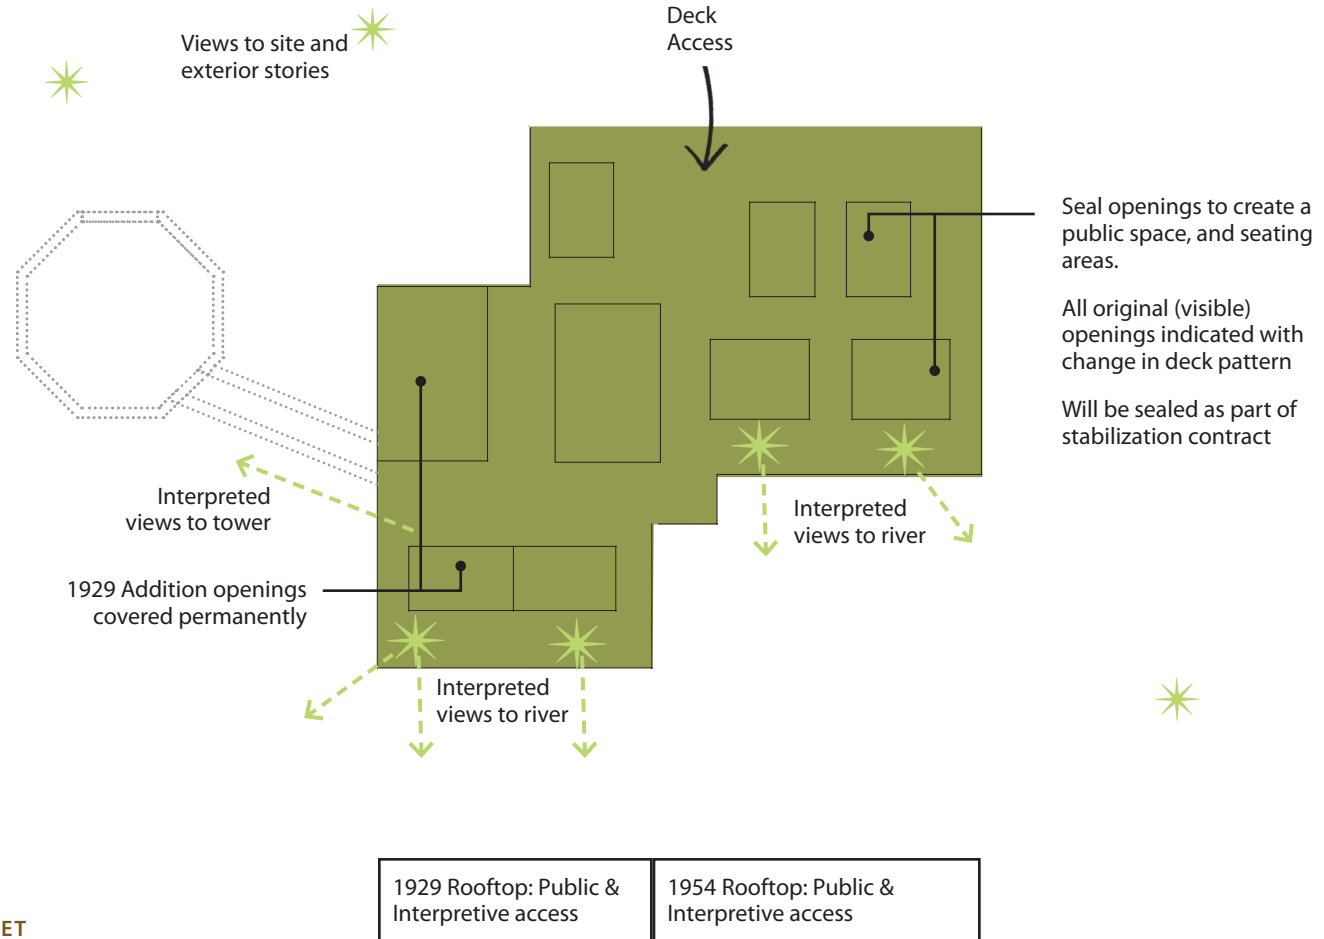 Views to site and
exterior stories
Deck
Access
Seal openings to create a
public space, and seating
areas.
All original (visible)
openings indicated with
change in deck pattern
Will be sealed as part of
stabilization contract
Interpreted
views to tower
Interpreted
views to river
1929 Addition openings
covered permanently
Interpreted
views to river
1929 Rooftop: Public &
Interpretive access
1954 Rooftop: Public &
Interpretive access
ET